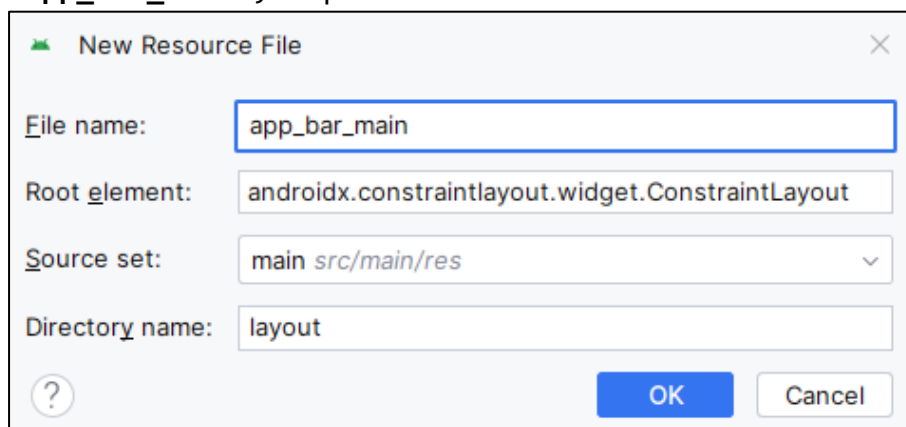 New Resource File
File name: app_bar_main
Root element: androidx.constraintlayout.widget.ConstraintLayout
Source set: main src/main/res
Directory name: layout
?
OK Cancel